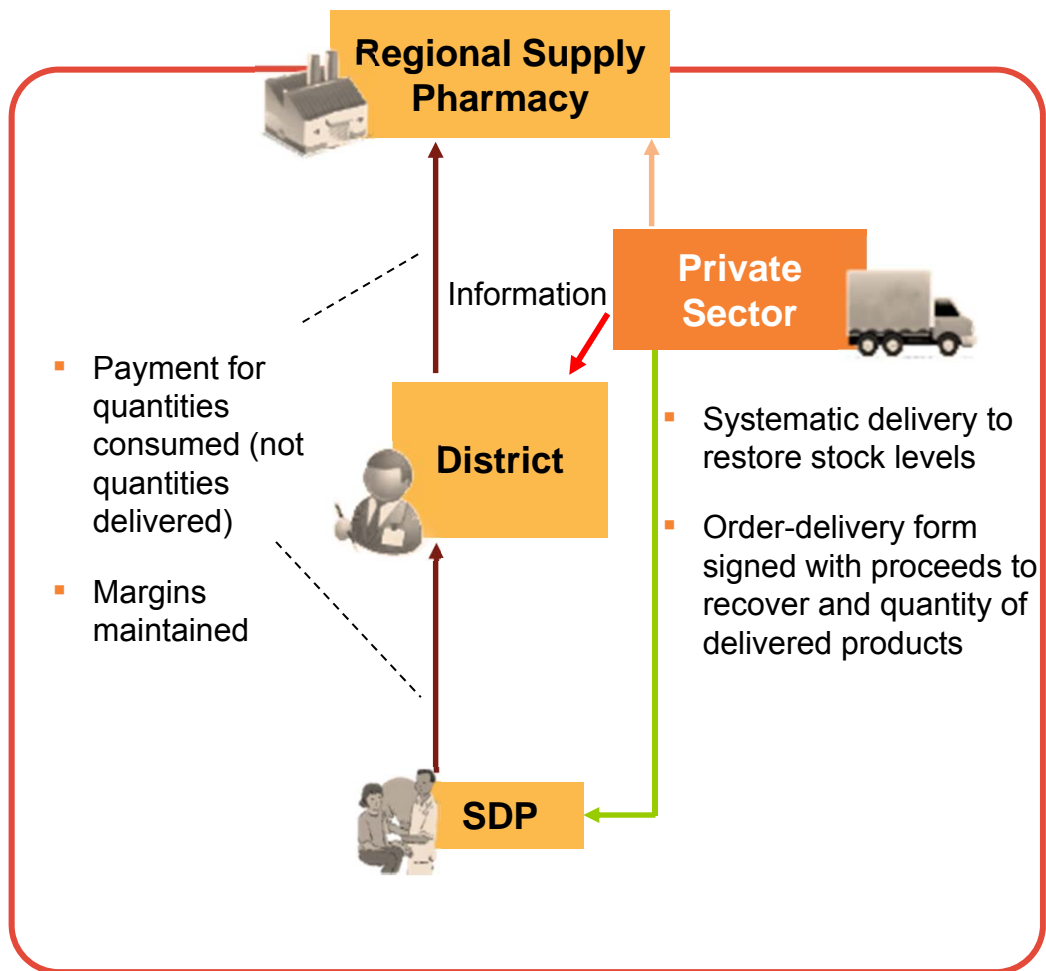 Regional Supply
Pharmacy
Private
Sector
Information
District
▪ Payment for
quantities
consumed (not
quantities
delivered)
▪ Margins
maintained
▪ Systematic delivery to
restore stock levels
▪ Order-delivery form
signed with proceeds to
recover and quantity of
delivered products
SDP